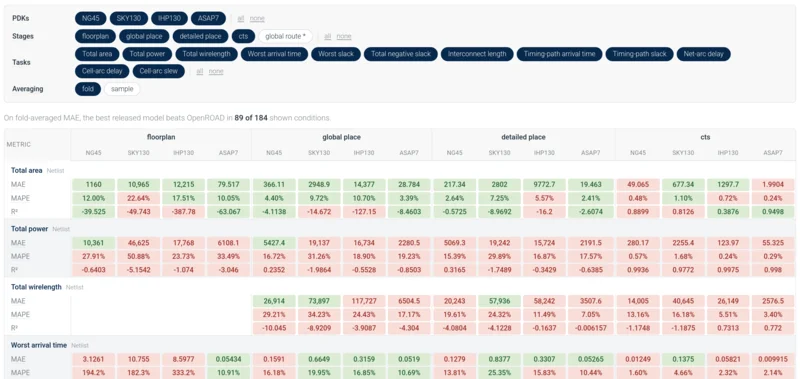 PDKs NG45 SKY130 IHP130 ASAP7 all none
Stages floorplan global place detailed place cts global route * all none
Tasks Total area Total power Total wirelength Worst arrival time Worst slack Total negative slack Interconnect length Timing-path arrival time Timing-path slack Net-arc delay
Cell-arc delay Cell-arc slew all none
Averaging fold sample
On fold-averaged MAE, the best released model beats OpenROAD in 89 of 184 shown conditions.
METRIC floorplan global place detailed place cts
NG45 SKY130 IHP130 ASAP7 NG45 SKY130 IHP130 ASAP7 NG45 SKY130 IHP130 ASAP7 NG45 SKY130 IHP130 ASAP7
Total area Netlist
MAE 1160 10,965 12,215 79.517 366.11 2948.9 14,377 28.784 217.34 2802 9772.7 19.463 49.065 677.34 1297.7 1.9904
MAPE 12.00% 22.64% 17.51% 10.05% 4.40% 9.72% 10.70% 3.39% 2.64% 7.25% 5.57% 2.41% 0.48% 1.10% 0.72% 0.24%
R² -39.525 -49.743 -387.78 -63.067 -4.1138 -14.672 -127.15 -8.4603 -0.5725 -8.9692 -16.2 -2.6074 0.8899 0.8126 0.3876 0.9498
Total power Netlist
MAE 10,361 46,625 17,768 6108.1 5427.4 19,137 16,734 2280.5 5069.3 19,242 15,724 2191.5 280.17 2255.4 123.97 55.325
MAPE 27.91% 50.88% 23.73% 33.49% 16.72% 31.26% 18.90% 19.23% 15.39% 29.89% 16.87% 17.57% 0.57% 1.68% 0.24% 0.29%
R² -0.6403 -5.1542 -1.074 -3.046 0.2352 -1.9864 -0.5528 -0.8503 0.3165 -1.7489 -0.3429 -0.6385 0.9936 0.9772 0.9975 0.998
Total wirelength Netlist
MAE 26,914 73,897 117,727 6504.5 20,243 57,936 58,242 3507.6 14,005 40,645 26,149 2576.5
MAPE 29.21% 34.23% 24.43% 17.17% 19.61% 24.32% 11.49% 7.05% 13.16% 16.18% 5.51% 3.40%
R² -10.045 -8.9209 -3.9087 -4.304 -4.0804 -4.1228 -0.1637 -0.006157 -1.1748 -1.1875 0.7313 0.772
Worst arrival time Netlist
MAE 3.1261 10.755 8.5977 0.05434 0.1591 0.6649 0.3159 0.0519 0.1279 0.8377 0.3307 0.05265 0.01249 0.1375 0.05821 0.009915
MAPE 194.2% 182.3% 333.2% 10.91% 16.18% 19.95% 16.85% 10.69% 13.81% 25.35% 15.83% 10.44% 1.60% 4.66% 2.32% 2.14%